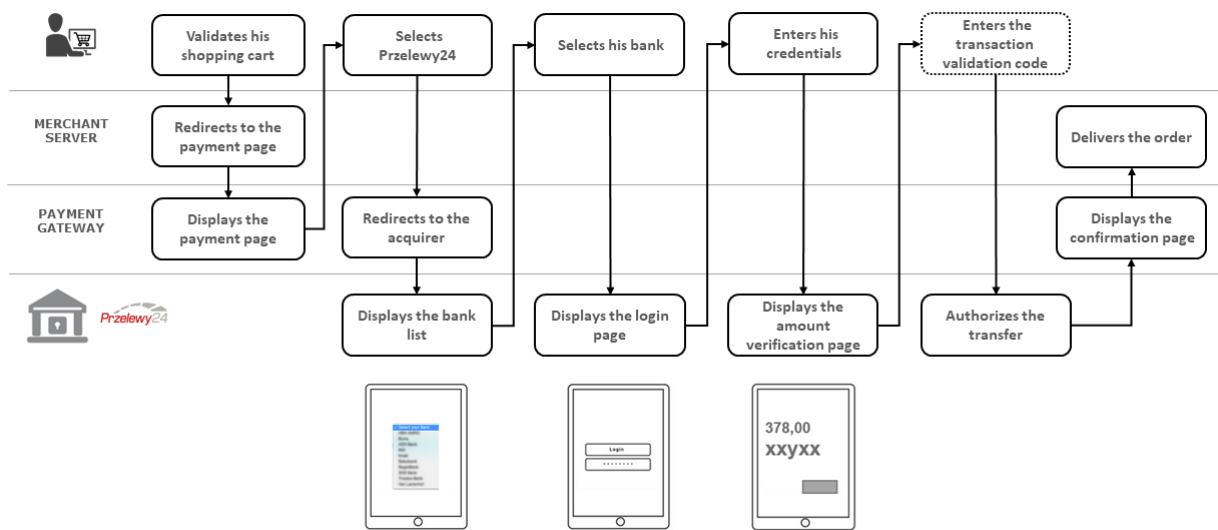 Validates his
shopping cart
Selects
Przelewy24
Selects his bank
Enters his
credentials
Enters the
transaction
validation code
MERCHANT
SERVER
Redirects to the
payment page
Delivers the order
PAYMENT
GATEWAY
Displays the
payment page
Redirects to the
acquirer
Displays the
confirmation page
Przelewy24
Displays the bank
list
Displays the login
page
Displays the
amount
verification page
Authorizes the
transfer
Select your Bank
Login
378,00
xxyxx